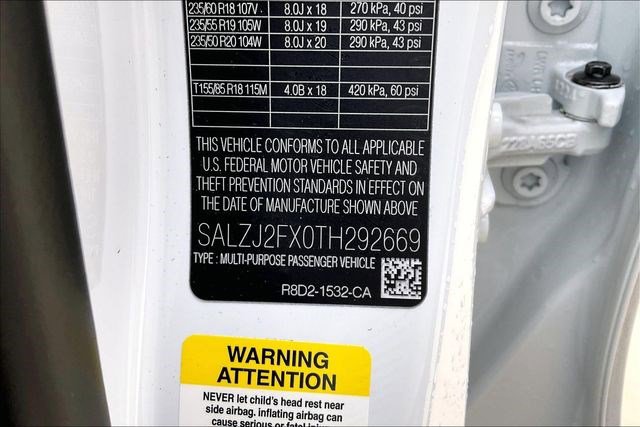 235/60 R18 107V 8.0J x 18 270 kPa, 40 psi
235/55 R19 105W 8.0J x 19 290 kPa, 43 psi
235/50 R20 104W 8.0J x 20 290 kPa, 43 psi
T155/85 R18 115M 4.0B x 18 420 kPa, 60 psi
THIS VEHICLE CONFORMS TO ALL APPLICABLE
U.S. FEDERAL MOTOR VEHICLE SAFETY AND
THEFT PREVENTION STANDARDS IN EFFECT ON
THE DATE OF MANUFACTURE SHOWN ABOVE
SALZJ2FX0TH292669
TYPE : MULTI-PURPOSE PASSENGER VEHICLE
R8D2-1532-CA
WARNING
ATTENTION
NEVER let child's head rest near
side airbag. inflating airbag can
cause serious or fatal